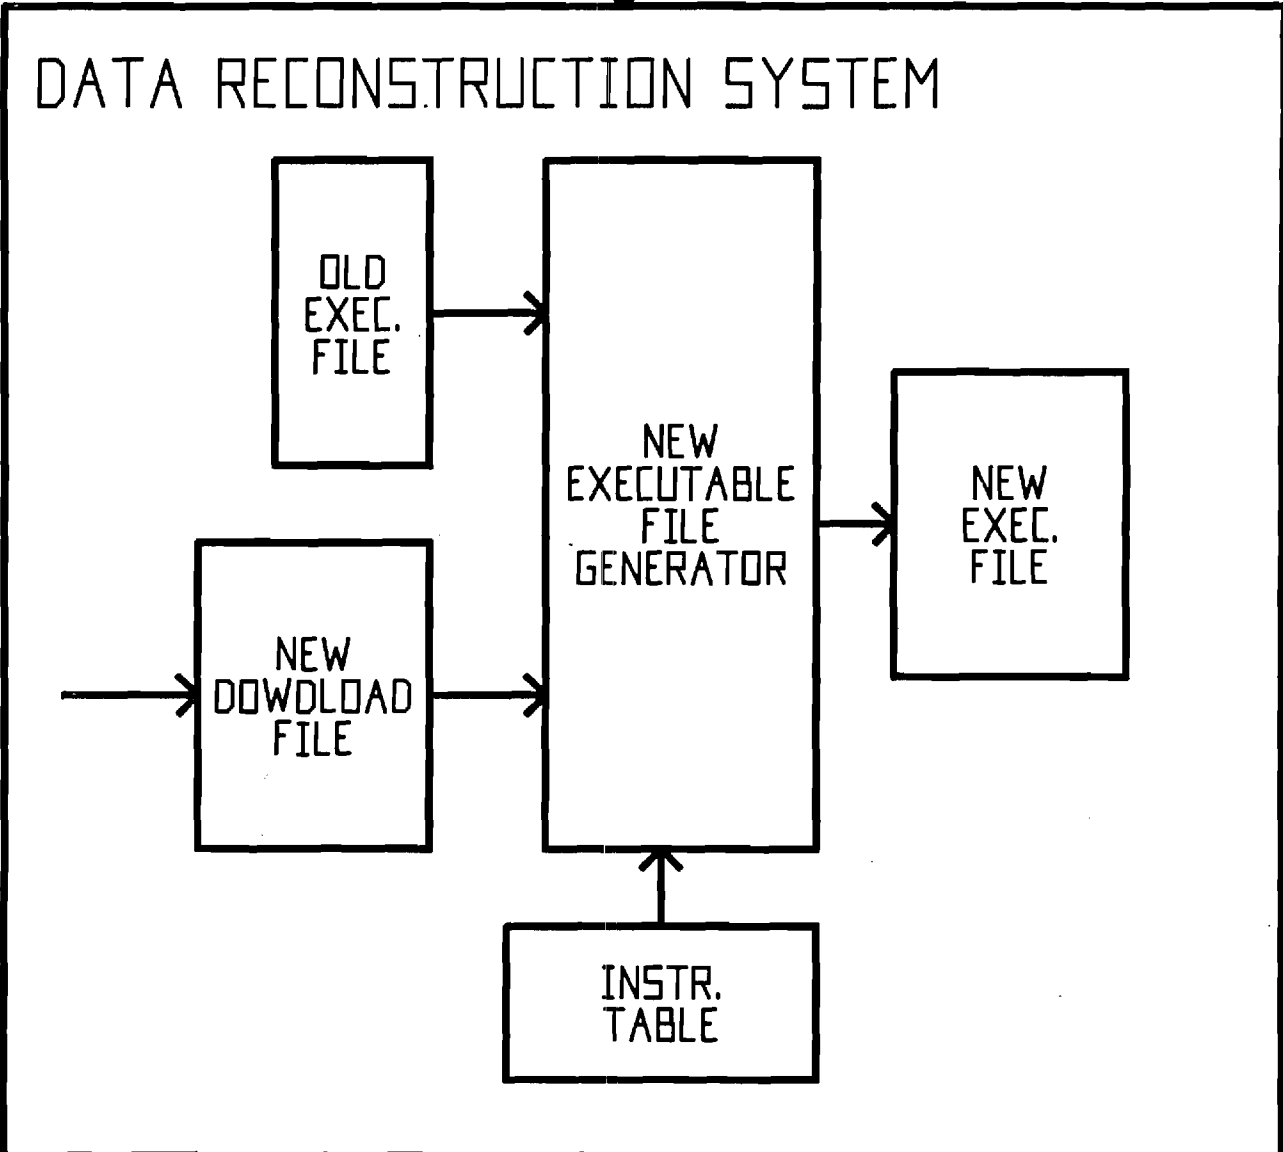 DATA RECONSTRUCTION SYSTEM
OLD
EXEC.
FILE
NEW
EXECUTABLE
FILE
GENERATOR
NEW
EXEC.
FILE
NEW
DOWDLOAD
FILE
INSTR.
TABLE